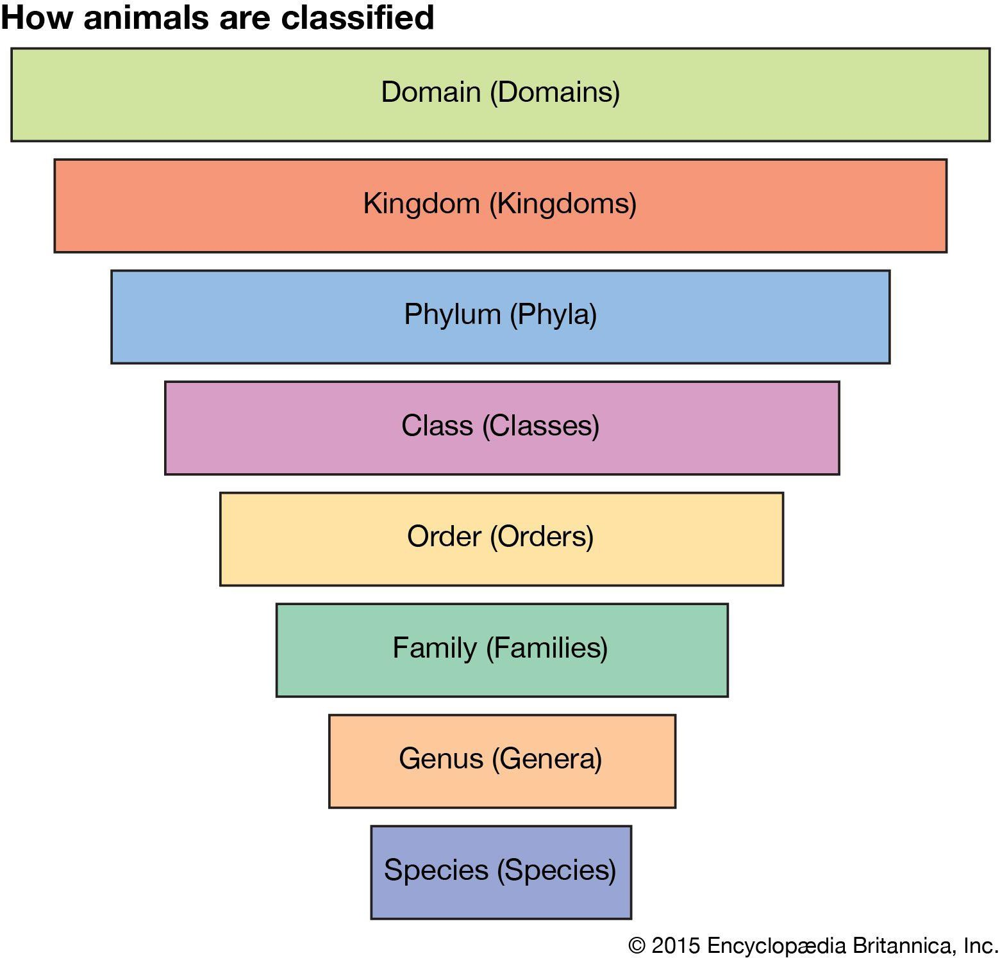 How animals are classified
Domain (Domains)
Kingdom (Kingdoms)
Phylum (Phyla)
Class (Classes)
Order (Orders)
Family (Families)
Genus (Genera)
Species (Species)
© 2015 Encyclopædia Britannica, Inc.